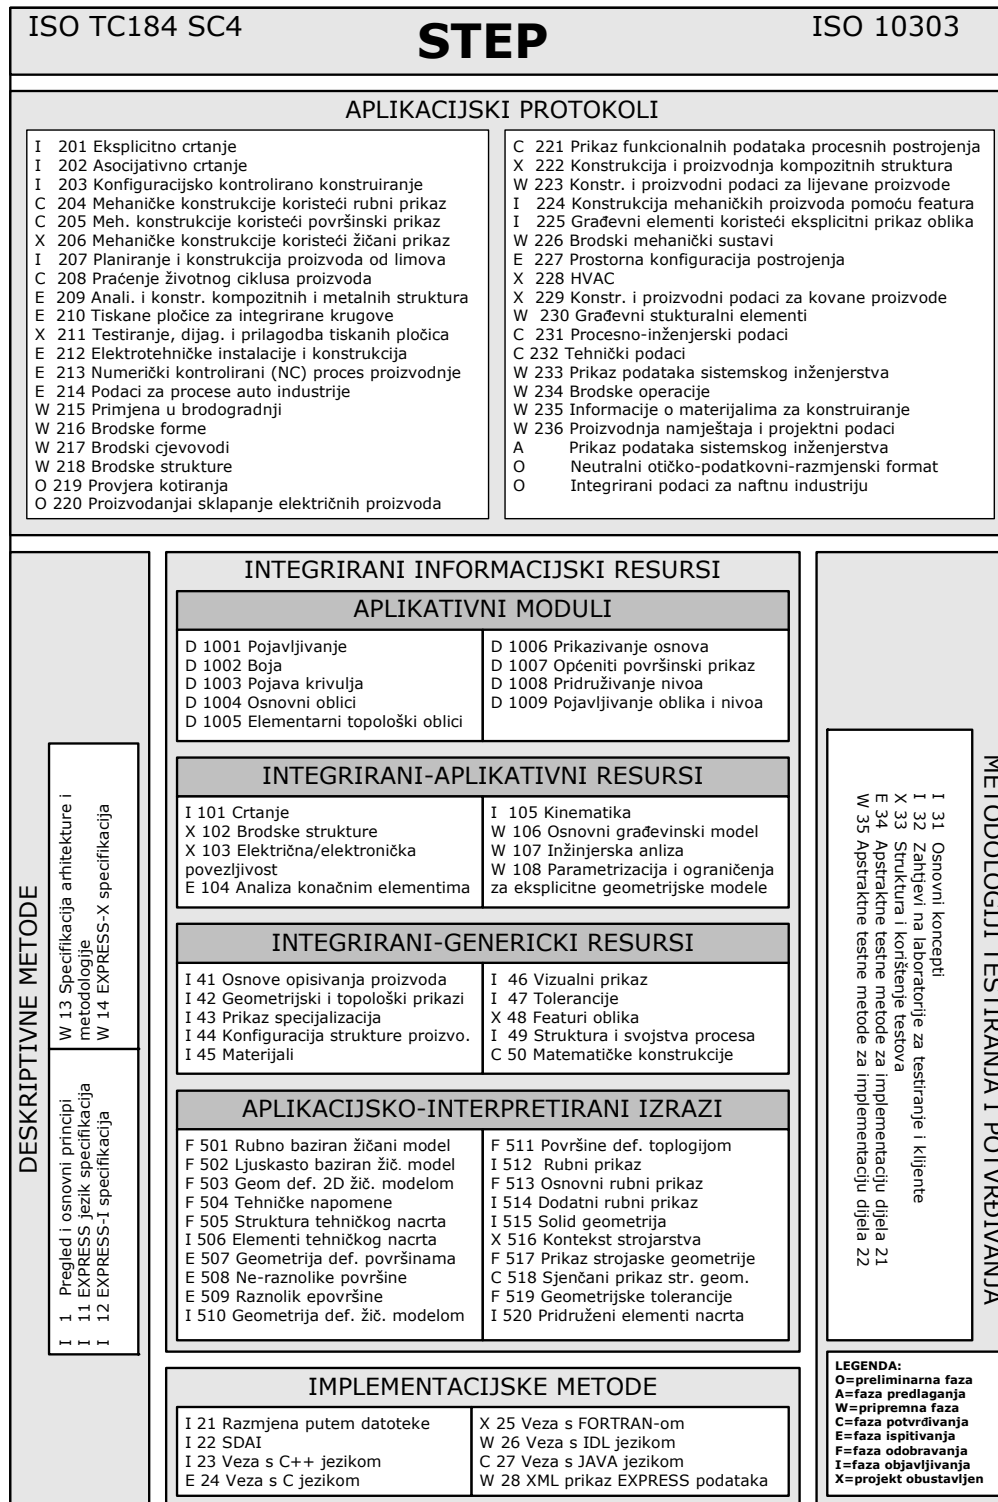 ISO TC184 SC4
STEP
ISO 10303
APLIKACIJSKI PROTOKOLI
I 201 Eksplicitno crtanje
I 202 Asocijativno crtanje
I 203 Konfiguracijsko kontrolirano konstruiranje
C 204 Mehaničke konstrukcije koristeći rubni prikaz
C 205 Meh. konstrukcije koristeći površinski prikaz
X 206 Mehaničke konstrukcije koristeći žičani prikaz
I 207 Planiranje i konstrukcija proizvoda od limova
C 208 Praćenje životnog ciklusa proizvoda
E 209 Anali. i konstr. kompozitnih i metalnih struktura
E 210 Tiskane pločice za integrirane krugove
X 211 Testiranje, dijag. i prilagodba tiskanih pločica
E 212 Elektrotehničke instalacije i konstrukcija
E 213 Numerički kontrolirani (NC) proces proizvodnje
E 214 Podaci za procese auto industrije
W 215 Primjena u brodogradnji
W 216 Brodske forme
W 217 Brodski cjevovodi
W 218 Brodske strukture
O 219 Provjera kotiranja
O 220 Proizvodanjai sklapanje električnih proizvoda
C 221 Prikaz funkcionalnih podataka procesnih postrojenja
X 222 Konstrukcija i proizvodnja kompozitnih struktura
W 223 Konstr. i proizvodni podaci za lijevane proizvode
I 224 Konstrukcija mehaničkih proizvoda pomoću featura
I 225 Građevni elementi koristeći eksplicitni prikaz oblika
W 226 Brodski mehanički sustavi
E 227 Prostorna konfiguracija postrojenja
X 228 HVAC
X 229 Konstr. i proizvodni podaci za kovane proizvode
W 230 Građevni stukturalni elementi
C 231 Procesno-inženjerski podaci
C 232 Tehnički podaci
W 233 Prikaz podataka sistemskog inženjerstva
W 234 Brodske operacije
W 235 Informacije o materijalima za konstruiranje
W 236 Proizvodnja namještaja i projektni podaci
A Prikaz podataka sistemskog inženjerstva
O Neutralni otičko-podatkovni-razmjenski format
O Integrirani podaci za naftnu industriju
DESKRIPTIVNE METODE
W 13 Specifikacija arhitekture i
metodologije
W 14 EXPRESS-X specifikacija
I 1 Pregled i osnovni principi
I 11 EXPRESS jezik specifikacija
I 12 EXPRESS-I specifikacija
INTEGRIRANI INFORMACIJSKI RESURSI
APLIKATIVNI MODULI
D 1001 Pojavljivanje
D 1002 Boja
D 1003 Pojava krivulja
D 1004 Osnovni oblici
D 1005 Elementarni topološki oblici
D 1006 Prikazivanje osnova
D 1007 Općeniti površinski prikaz
D 1008 Pridruživanje nivoa
D 1009 Pojavljivanje oblika i nivoa
INTEGRIRANI-APLIKATIVNI RESURSI
I 101 Crtanje
X 102 Brodske strukture
X 103 Električna/elektronička
povezljivost
E 104 Analiza konačnim elementima
I 105 Kinematika
W 106 Osnovni građevinski model
W 107 Inžinjerska anliza
W 108 Parametrizacija i ograničenja
za eksplicitne geometrijske modele
INTEGRIRANI-GENERICKI RESURSI
I 41 Osnove opisivanja proizvoda
I 42 Geometrijski i topološki prikazi
I 43 Prikaz specijalizacija
I 44 Konfiguracija strukture proizvo.
I 45 Materijali
I 46 Vizualni prikaz
I 47 Tolerancije
X 48 Featuri oblika
I 49 Struktura i svojstva procesa
C 50 Matematičke konstrukcije
APLIKACIJSKO-INTERPRETIRANI IZRAZI
F 501 Rubno baziran žičani model
F 502 Ljuskasto baziran žič. model
F 503 Geom def. 2D žič. modelom
F 504 Tehničke napomene
F 505 Struktura tehničkog nacrta
I 506 Elementi tehničkog nacrta
E 507 Geometrija def. površinama
E 508 Ne-raznolike površine
E 509 Raznolik epovršine
I 510 Geometrija def. žič. modelom
F 511 Površine def. toplogijom
I 512 Rubni prikaz
F 513 Osnovni rubni prikaz
I 514 Dodatni rubni prikaz
I 515 Solid geometrija
X 516 Kontekst strojarstva
F 517 Prikaz strojaske geometrije
C 518 Sjenčani prikaz str. geom.
F 519 Geometrijske tolerancije
I 520 Pridruženi elementi nacrta
IMPLEMENTACIJSKE METODE
I 21 Razmjena putem datoteke
I 22 SDAI
I 23 Veza s C++ jezikom
E 24 Veza s C jezikom
X 25 Veza s FORTRAN-om
W 26 Veza s IDL jezikom
C 27 Veza s JAVA jezikom
W 28 XML prikaz EXPRESS podataka
METODOLOGIJI TESTIRANJA I POTVRĐIVANJA
I 31 Osnovni koncepti
I 32 Zahtjevi na laboratorije za testiranje i klijente
X 33 Struktura i korištenje testova
E 34 Apstraktne testne metode za implementaciju dijela 21
W 35 Apstraktne testne metode za implementaciju dijela 22
LEGENDA:
O=preliminarna faza
A=faza predlaganja
W=pripremna faza
C=faza potvrđivanja
E=faza ispitivanja
F=faza odobravanja
I=faza objavljivanja
X=projekt obustavljen